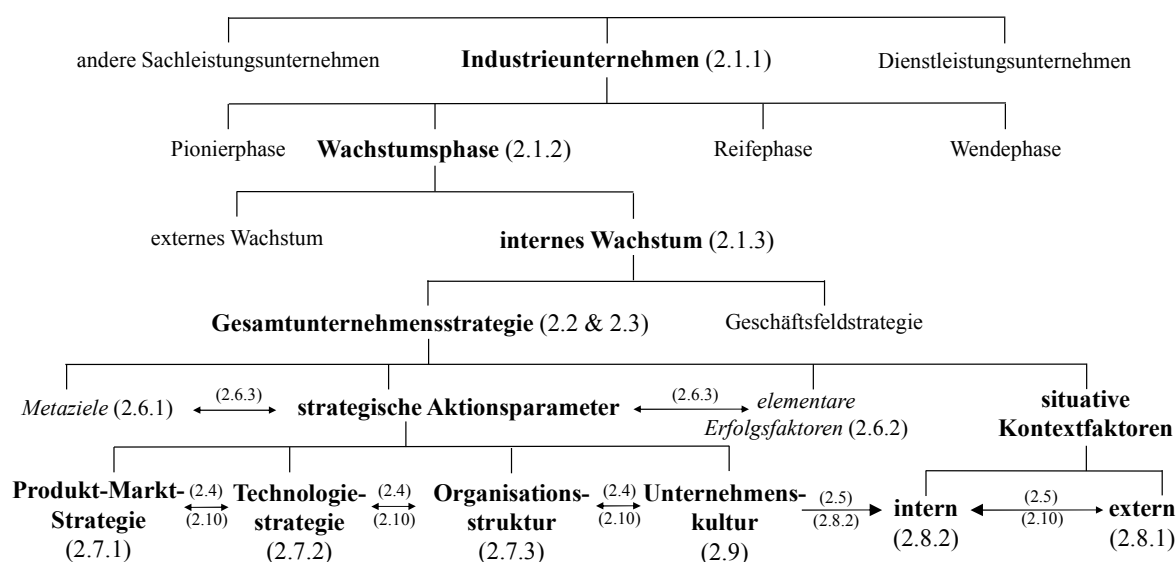 andere Sachleistungsunternehmen Industrieunternehmen (2.1.1) Dienstleistungsunternehmen
Pionierphase Wachstumsphase (2.1.2) Reifephase Wendephase
externes Wachstum internes Wachstum (2.1.3)
Gesamtunternehmensstrategie (2.2 & 2.3) Geschäftsfeldstrategie
Metaziele (2.6.1)
(2.6.3)
strategische Aktionsparameter
(2.6.3)
elementare
Erfolgsfaktoren (2.6.2)
situative
Kontextfaktoren
Produkt-Markt-
Strategie
(2.7.1)
(2.4)
(2.10)
Technologie-
strategie
(2.7.2)
(2.4)
(2.10)
Organisations-
struktur
(2.7.3)
(2.4)
(2.10)
Unternehmens-
kultur
(2.9)
(2.5)
(2.8.2)
intern
(2.8.2)
(2.5)
(2.10)
extern
(2.8.1)